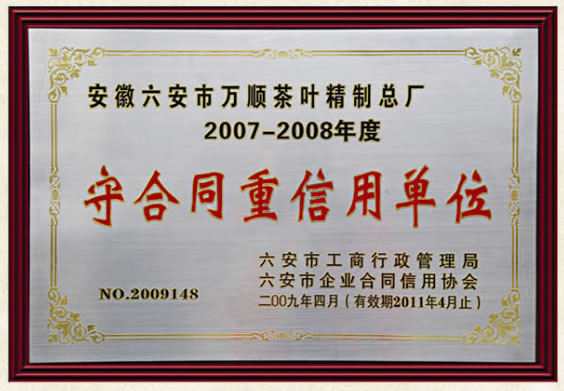 安徽六安市万顺茶叶精制总厂
2007-2008年度
守合同重信用单位
六安市工商行政管理局
六安市企业合同信用协会
NO.2009148
二00九年四月(有效期2011年4月止)